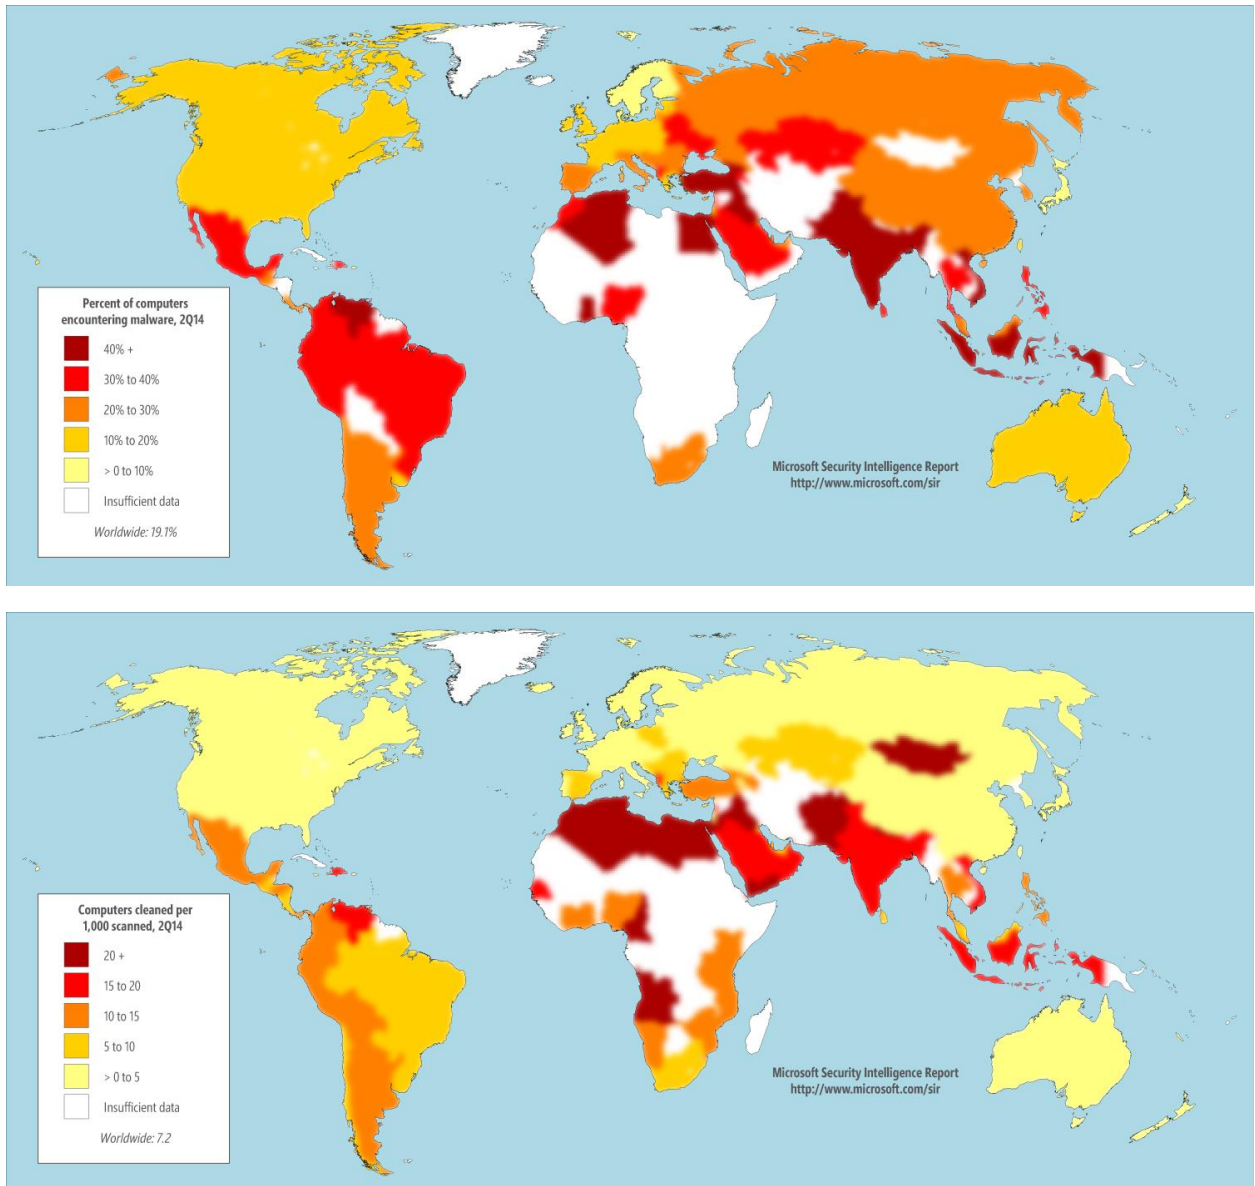 Percent of computers
encountering malware, 2Q14
40% +
30% to 40%
20% to 30%
10% to 20%
> 0 to 10%
Insufficient data
Worldwide: 19.1%
Microsoft Security Intelligence Report
http://www.microsoft.com/sir
Computers cleaned per
1,000 scanned, 2Q14
20 +
15 to 20
10 to 15
5 to 10
> 0 to 5
Insufficient data
Worldwide: 7.2
Microsoft Security Intelligence Report
http://www.microsoft.com/sir